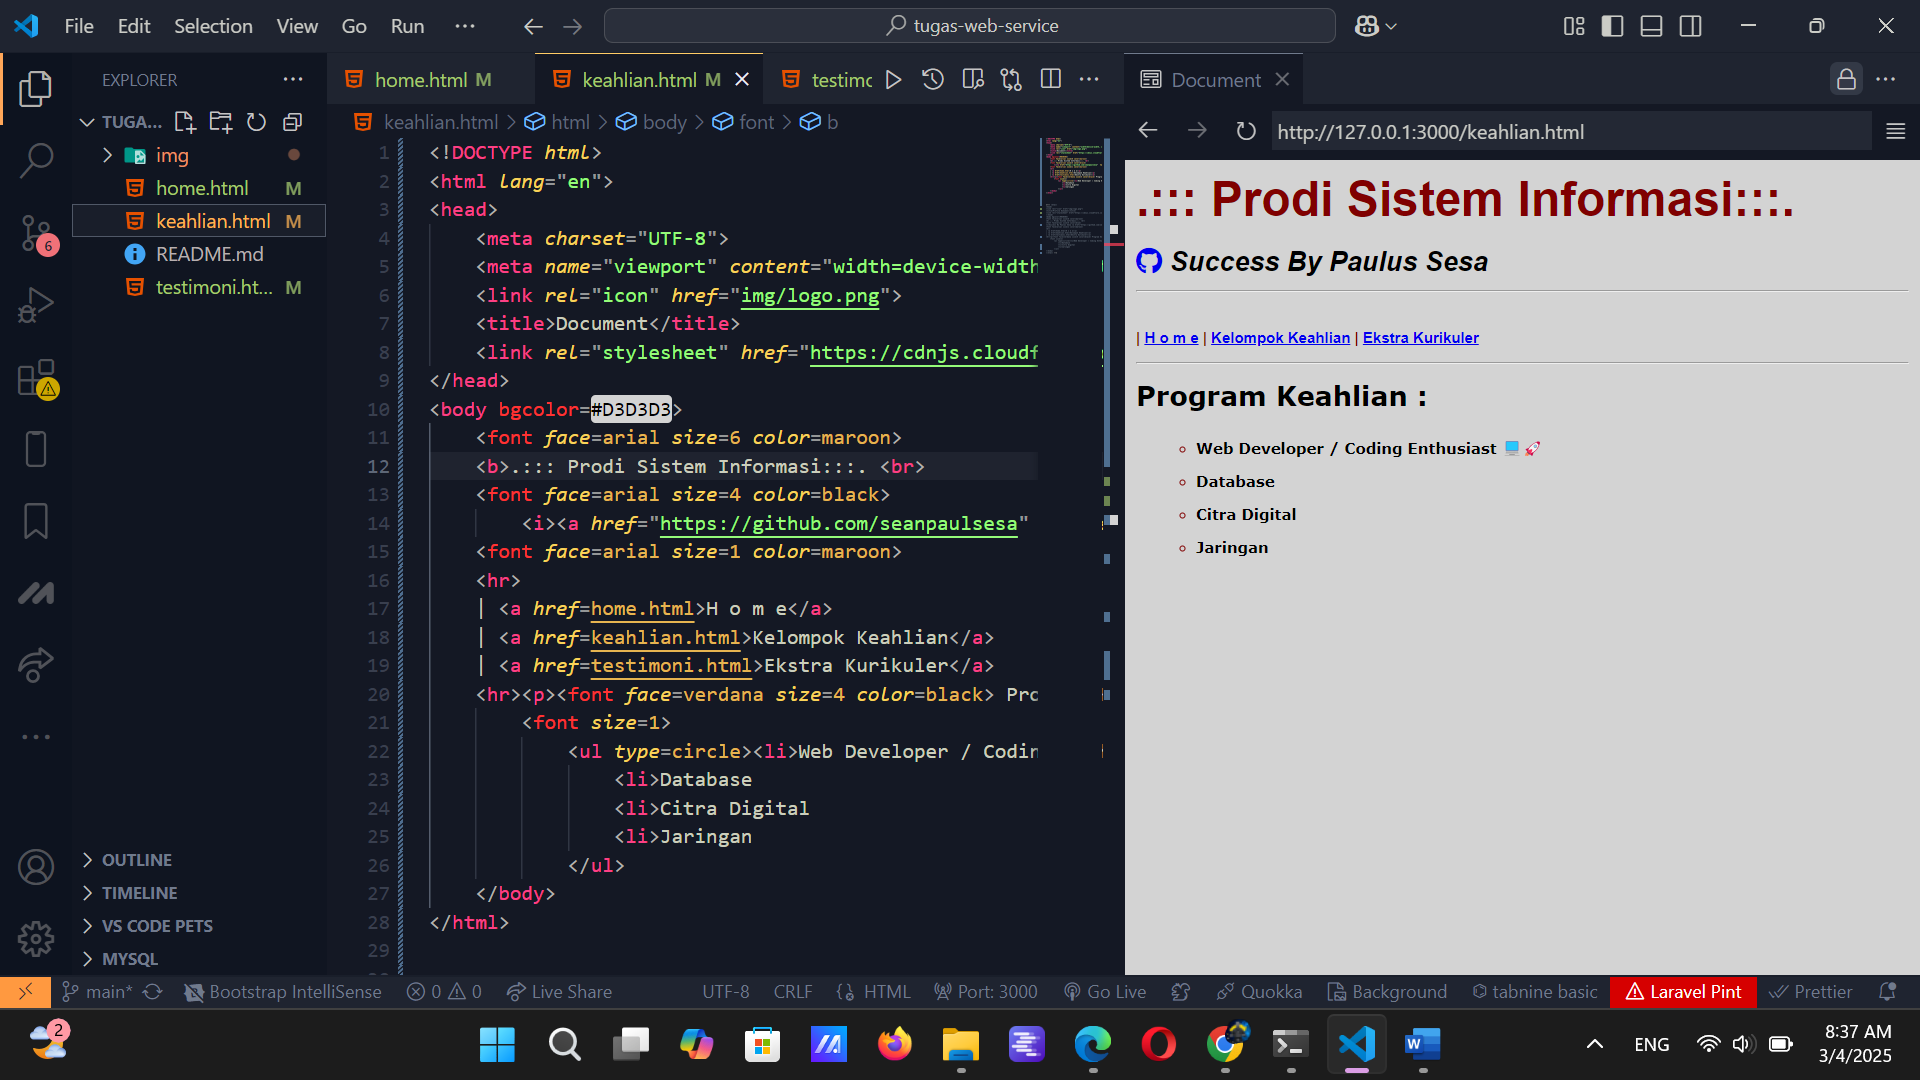 File Edit Selection View Go Run ··· tugas-web-service
EXPLORER
TUGA...
img
home.html M
keahlian.html M
README.md
testimoni.ht... M
6
OUTLINE
TIMELINE
VS CODE PETS
MYSQL
home.html M keahlian.html M testimo
keahlian.html > html > body > font > b
1 <!DOCTYPE html>
2 <html lang="en">
3 <head>
4 <meta charset="UTF-8">
5 <meta name="viewport" content="width=device-width
6 <link rel="icon" href="img/logo.png">
7 <title>Document</title>
8 <link rel="stylesheet" href="https://cdnjs.cloudf
9 </head>
10 <body bgcolor=#D3D3D3>
11 <font face=arial size=6 color=maroon>
12 <b>.::: Prodi Sistem Informasi:::. <br>
13 <font face=arial size=4 color=black>
14 <i><a href="https://github.com/seanpaulsesa"
15 <font face=arial size=1 color=maroon>
16 <hr>
17 | <a href=home.html>H o m e</a>
18 | <a href=keahlian.html>Kelompok Keahlian</a>
19 | <a href=testimoni.html>Ekstra Kurikuler</a>
20 <hr><p><font face=verdana size=4 color=black> Pro
21 <font size=1>
22 <ul type=circle><li>Web Developer / Codin
23 <li>Database
24 <li>Citra Digital
25 <li>Jaringan
26 </ul>
27 </body>
28 </html>
29
Document
http://127.0.0.1:3000/keahlian.html
.::: Prodi Sistem Informasi:::.
Success By Paulus Sesa
| H o m e | Kelompok Keahlian | Ekstra Kurikuler
Program Keahlian :
Web Developer / Coding Enthusiast 💻 🚀
Database
Citra Digital
Jaringan
main* Bootstrap IntelliSense 0 0 Live Share UTF-8 CRLF HTML Port: 3000 Go Live Quokka Background tabnine basic Laravel Pint Prettier
2
ENG
8:37 AM
3/4/2025